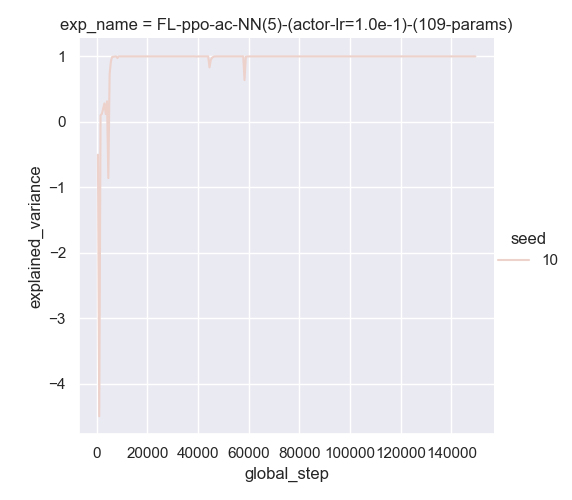 exp_name = FL-ppo-ac-NN(5)-(actor-lr=1.0e-1)-(109-params)
1
0
−1
−2
−3
−4
explained_variance
0 20000 40000 60000 80000 100000 120000 140000
global_step
seed
10